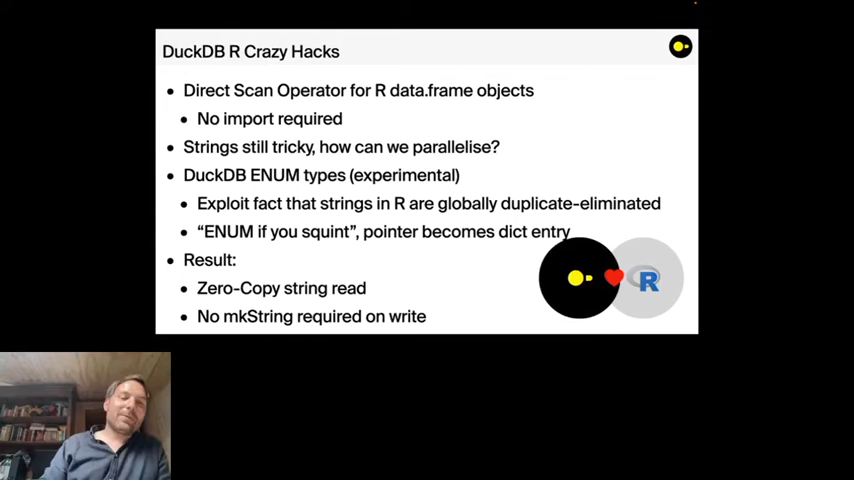 DuckDB R Crazy Hacks
Direct Scan Operator for R data.frame objects
No import required
Strings still tricky, how can we parallelise?
DuckDB ENUM types (experimental)
Exploit fact that strings in R are globally duplicate-eliminated
“ENUM if you squint”, pointer becomes dict entry
Result:
Zero-Copy string read
No mkString required on write
R